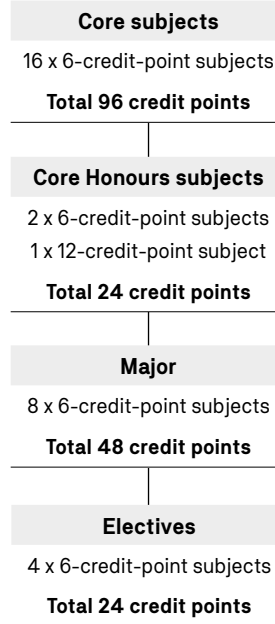 Core subjects
16 x 6-credit-point subjects
Total 96 credit points
Core Honours subjects
2 x 6-credit-point subjects
1 x 12-credit-point subject
Total 24 credit points
Major
8 x 6-credit-point subjects
Total 48 credit points
Electives
4 x 6-credit-point subjects
Total 24 credit points